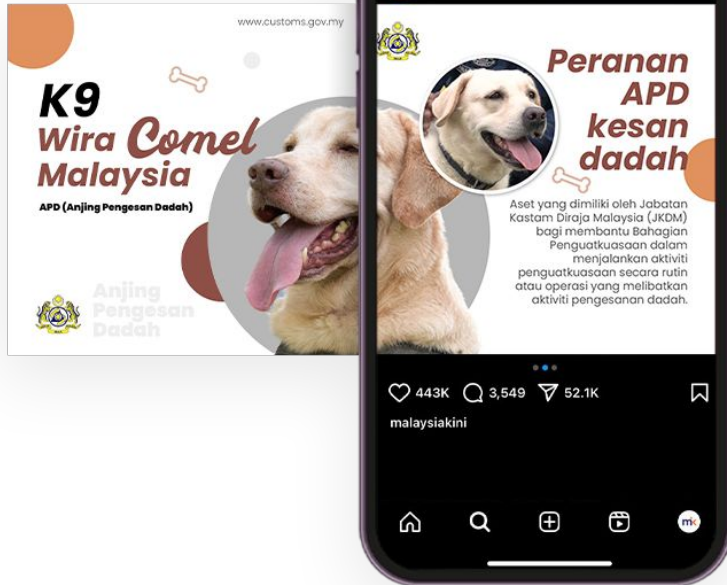 www.customs.gov.my
K9
Wira Comel
Malaysia
APD (Anjing Pengesan Dadah)
Anjing
Pengesan
Dadah
Peranan
APD
kesan
dadah
Aset yang dimiliki oleh Jabatan
Kastam Diraja Malaysia (JKDM)
bagi membantu Bahagian
Penguatkuasaan dalam
menjalankan aktiviti
penguatkuasaan secara rutin
atau operasi yang melibatkan
aktiviti pengesanan dadah.
443K 3,549 52.1K
malaysiakini
mk